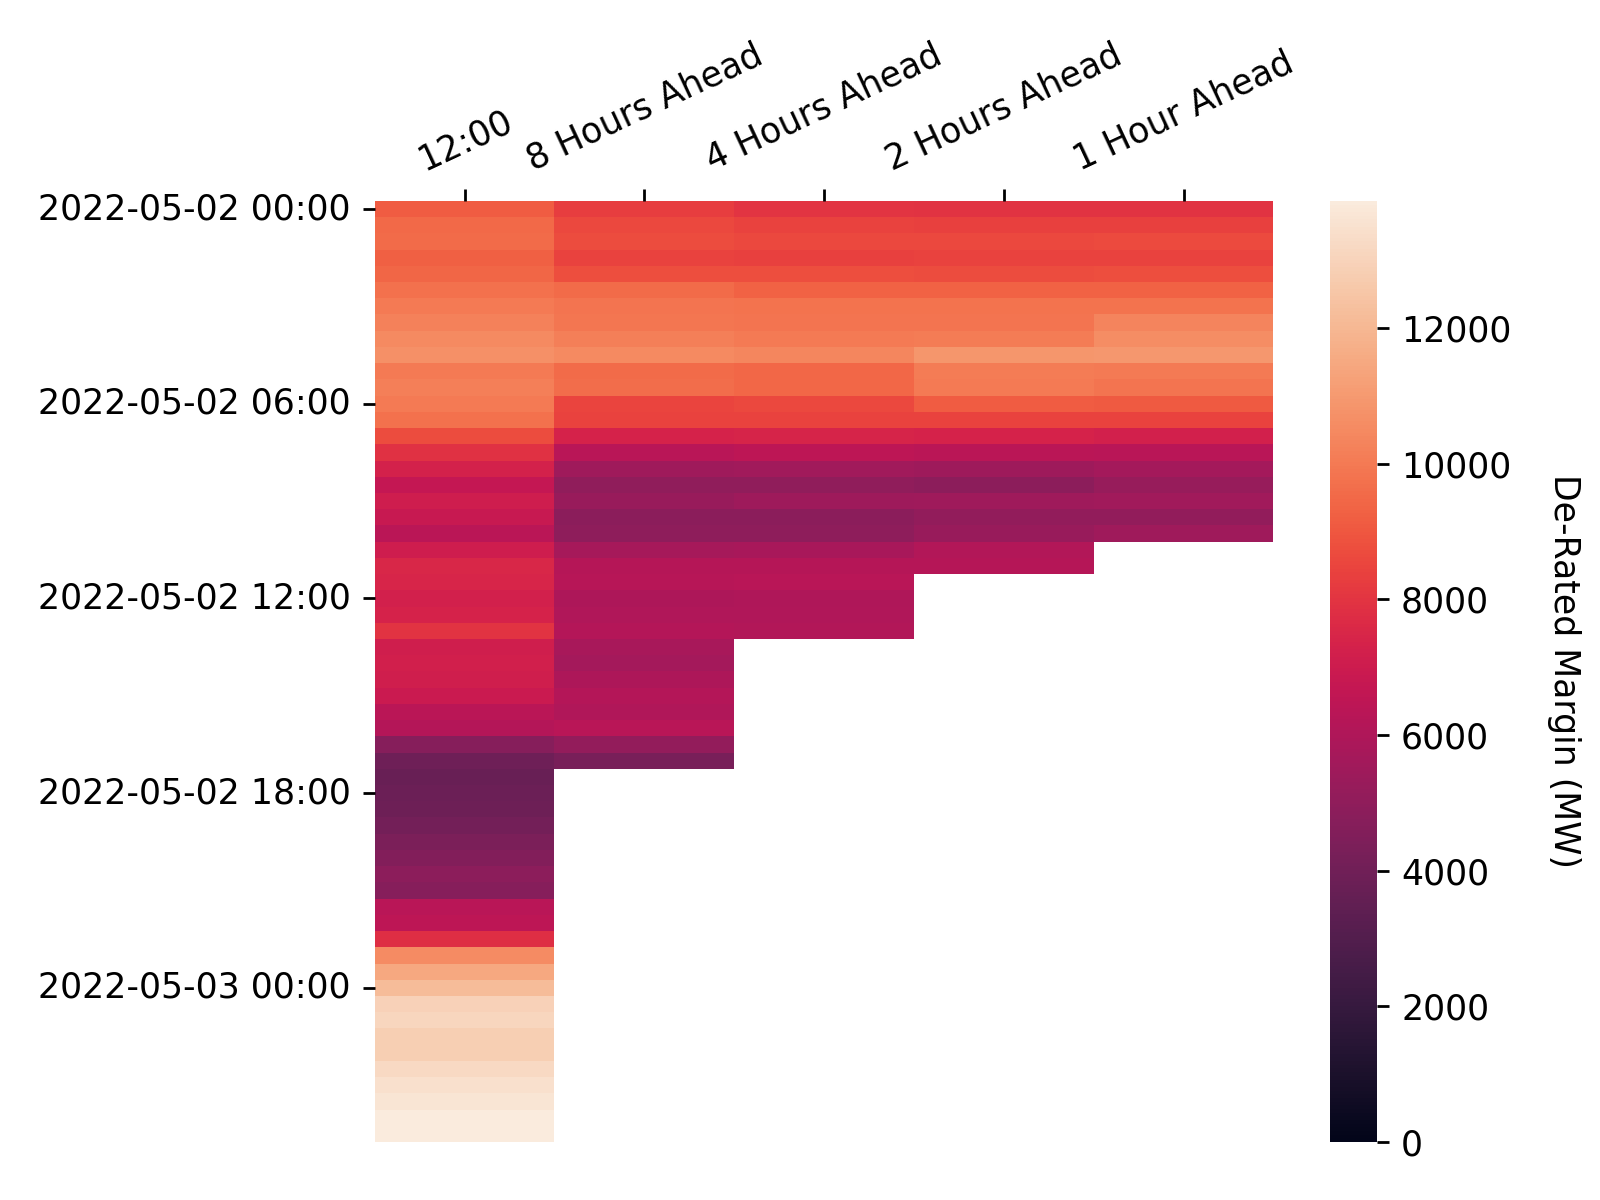 12:00
8 Hours Ahead
4 Hours Ahead
2 Hours Ahead
1 Hour Ahead
2022-05-02 00:00
2022-05-02 06:00
2022-05-02 12:00
2022-05-02 18:00
2022-05-03 00:00
12000
10000
8000
6000
4000
2000
0
De-Rated Margin (MW)